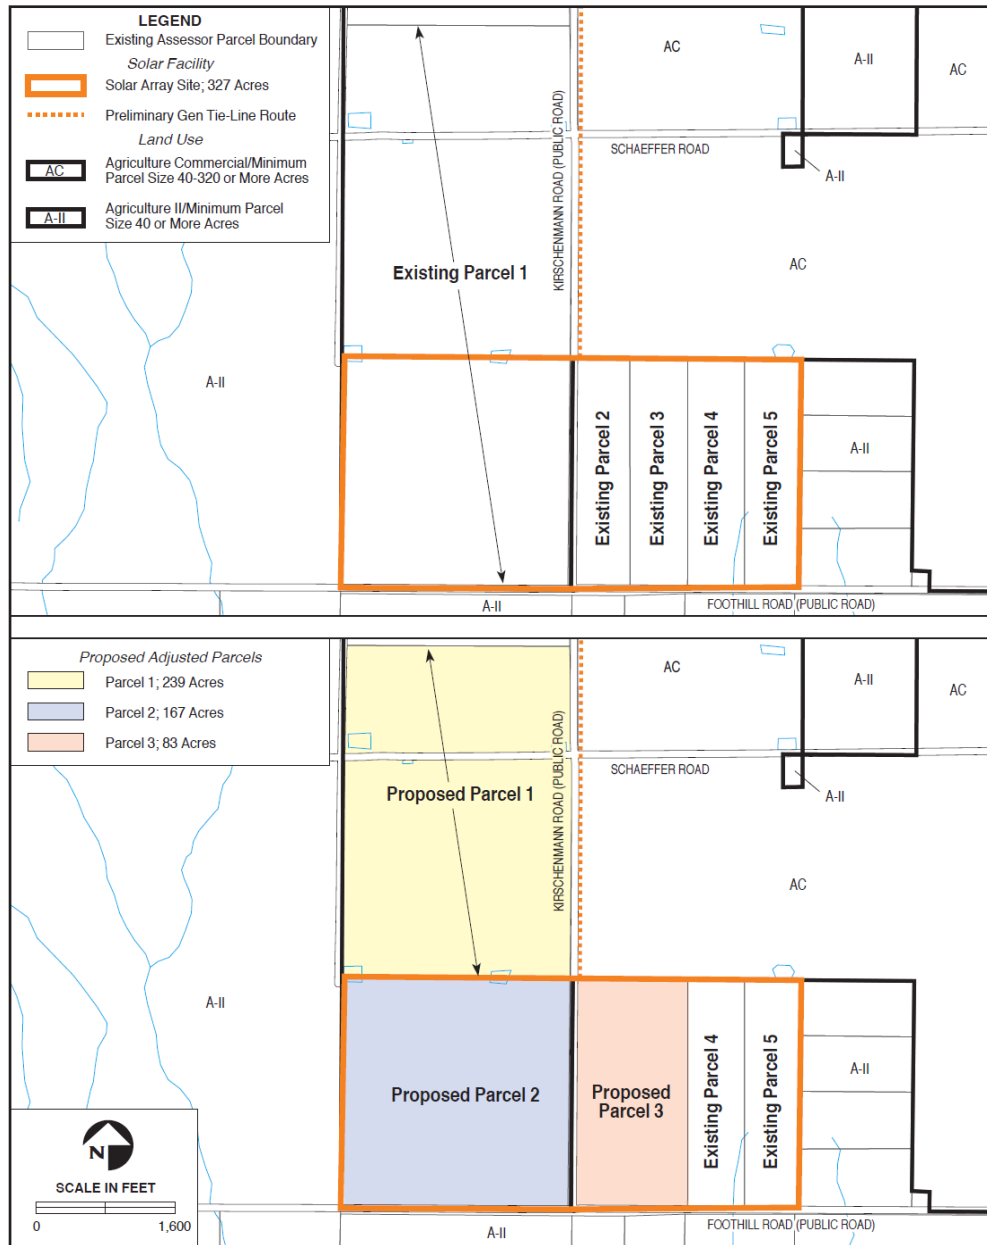 LEGEND
Existing Assessor Parcel Boundary
Solar Facility
Solar Array Site; 327 Acres
Preliminary Gen Tie-Line Route
Land Use
AC
Agriculture Commercial/Minimum
Parcel Size 40-320 or More Acres
A-II
Agriculture II/Minimum Parcel
Size 40 or More Acres
AC
A-II
AC
KIRSCHENMANN ROAD (PUBLIC ROAD)
SCHAEFFER ROAD
A-II
AC
Existing Parcel 1
A-II
Existing Parcel 2
Existing Parcel 3
Existing Parcel 4
Existing Parcel 5
A-II
A-II
FOOTHILL ROAD (PUBLIC ROAD)
Proposed Adjusted Parcels
Parcel 1; 239 Acres
Parcel 2; 167 Acres
Parcel 3; 83 Acres
AC
A-II
AC
KIRSCHENMANN ROAD (PUBLIC ROAD)
SCHAEFFER ROAD
A-II
Proposed Parcel 1
AC
A-II
Proposed Parcel 2
Proposed
Parcel 3
Existing Parcel 4
Existing Parcel 5
A-II
N
SCALE IN FEET
0 1,600
A-II
FOOTHILL ROAD (PUBLIC ROAD)